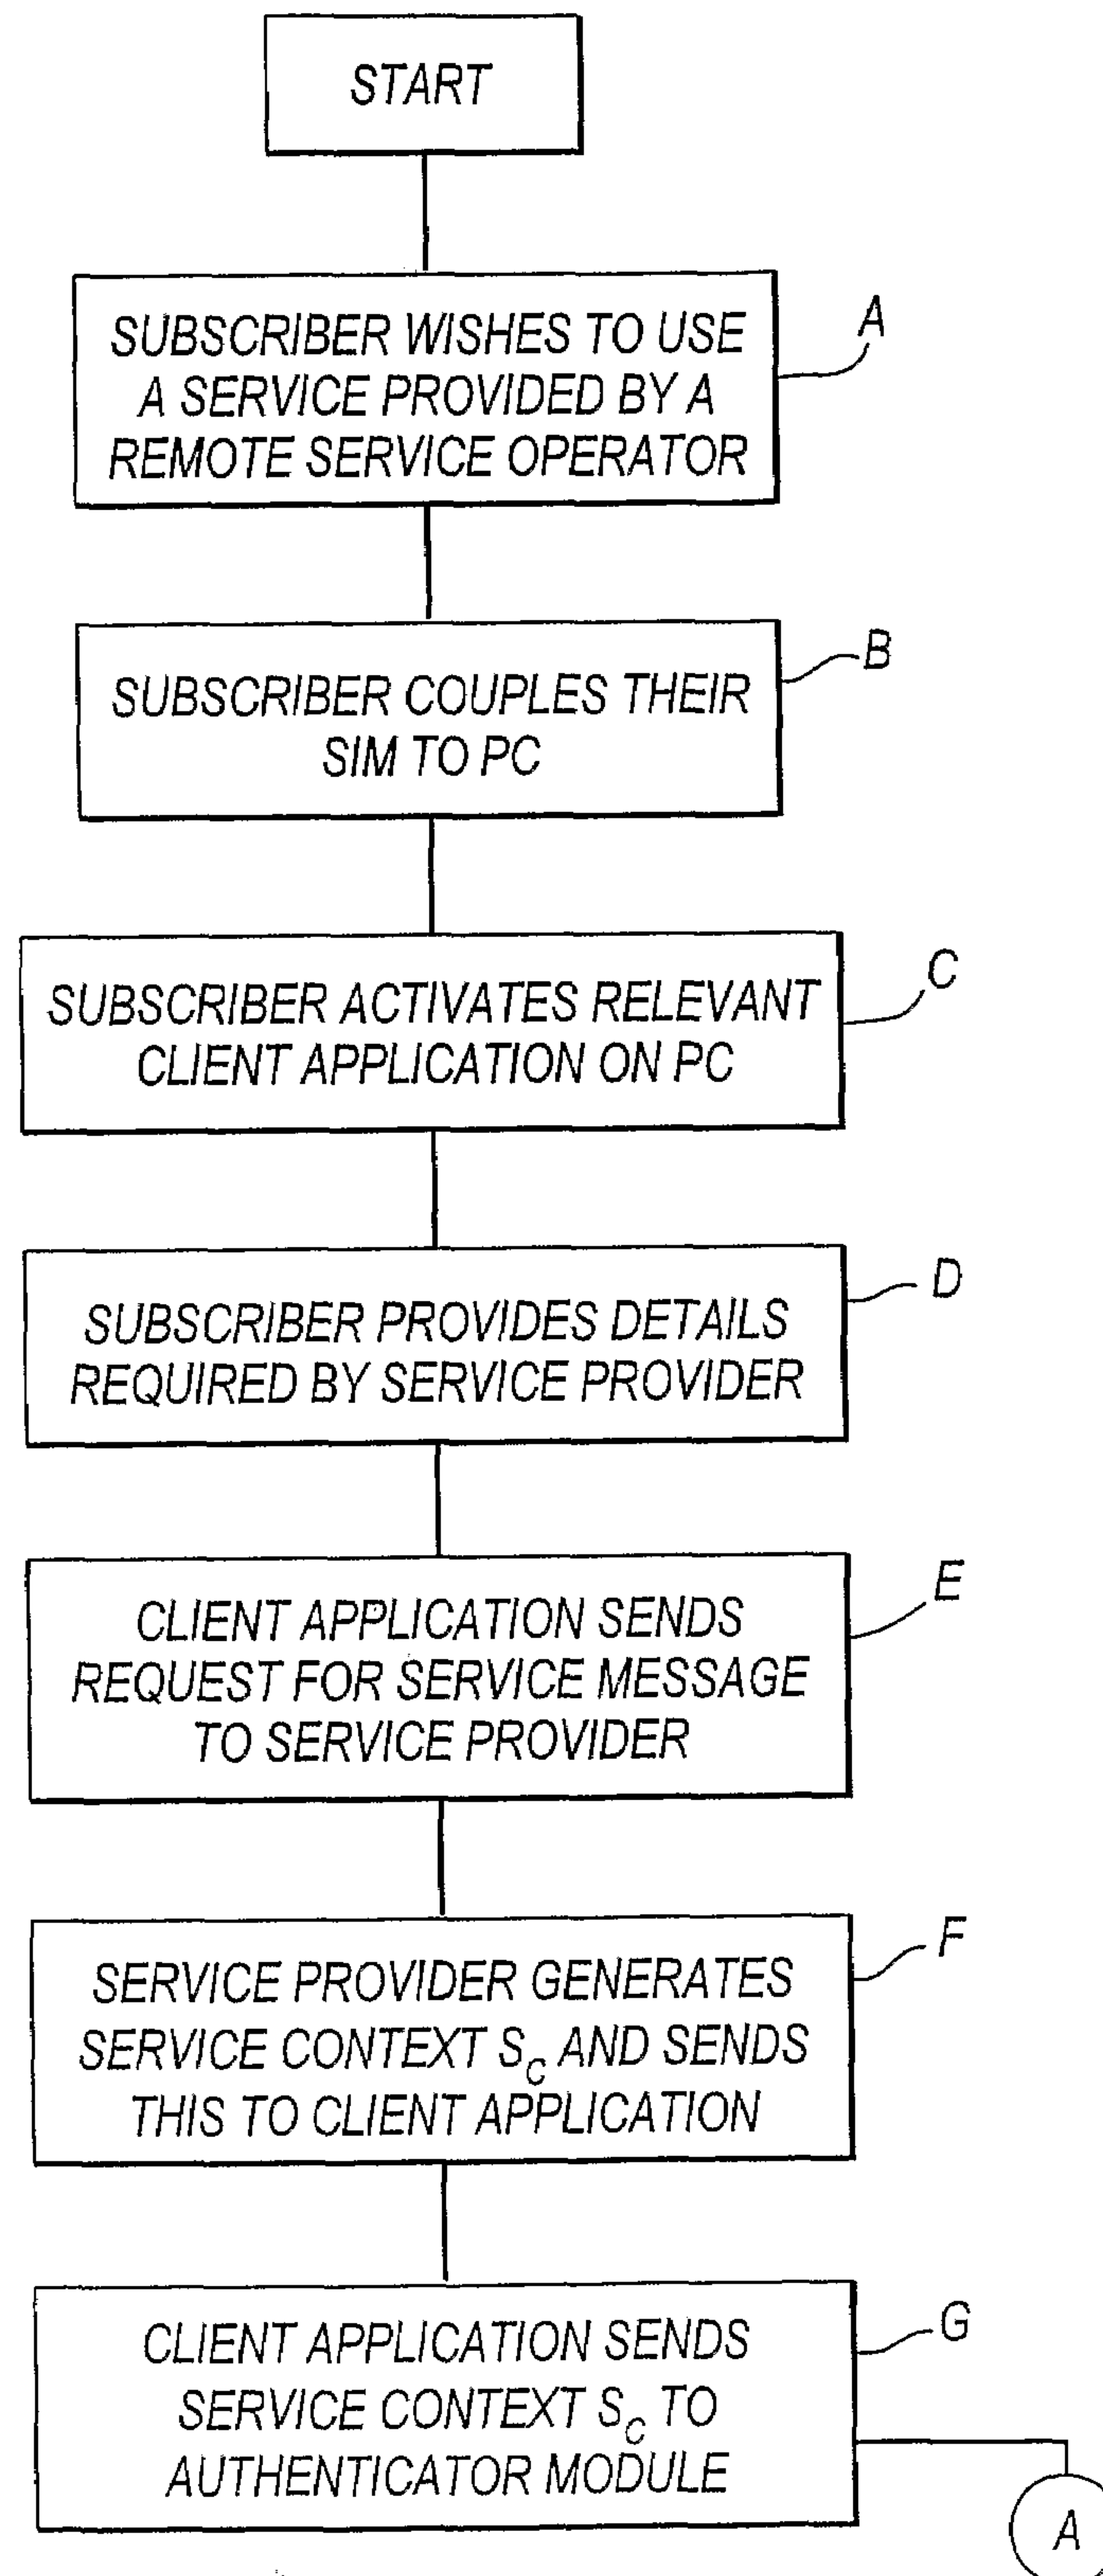 START
SUBSCRIBER WISHES TO USE
A SERVICE PROVIDED BY A
REMOTE SERVICE OPERATOR
A
SUBSCRIBER COUPLES THEIR
SIM TO PC
B
SUBSCRIBER ACTIVATES RELEVANT
CLIENT APPLICATION ON PC
C
SUBSCRIBER PROVIDES DETAILS
REQUIRED BY SERVICE PROVIDER
D
CLIENT APPLICATION SENDS
REQUEST FOR SERVICE MESSAGE
TO SERVICE PROVIDER
E
SERVICE PROVIDER GENERATES
SERVICE CONTEXT S_C AND SENDS
THIS TO CLIENT APPLICATION
F
CLIENT APPLICATION SENDS
SERVICE CONTEXT S_C TO
AUTHENTICATOR MODULE
G
A